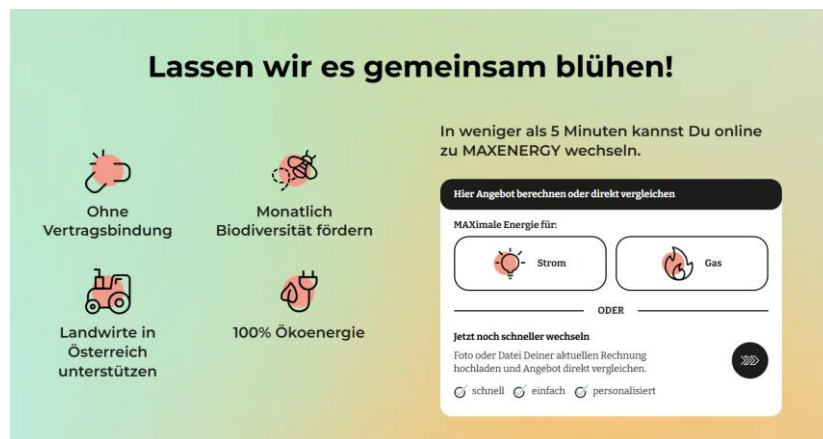 Lassen wir es gemeinsam blühen!
Ohne
Vertragsbindung
Monatlich
Biodiversität fördern
Landwirte in
Österreich
unterstützen
100% Ökoenergie
In weniger als 5 Minuten kannst Du online
zu MAXENERGY wechseln.
Hier Angebot berechnen oder direkt vergleichen
MAXimale Energie für:
Strom
Gas
ODER
Jetzt noch schneller wechseln
Foto oder Datei Deiner aktuellen Rechnung
hochladen und Angebot direkt vergleichen.
schnell einfach personalisiert